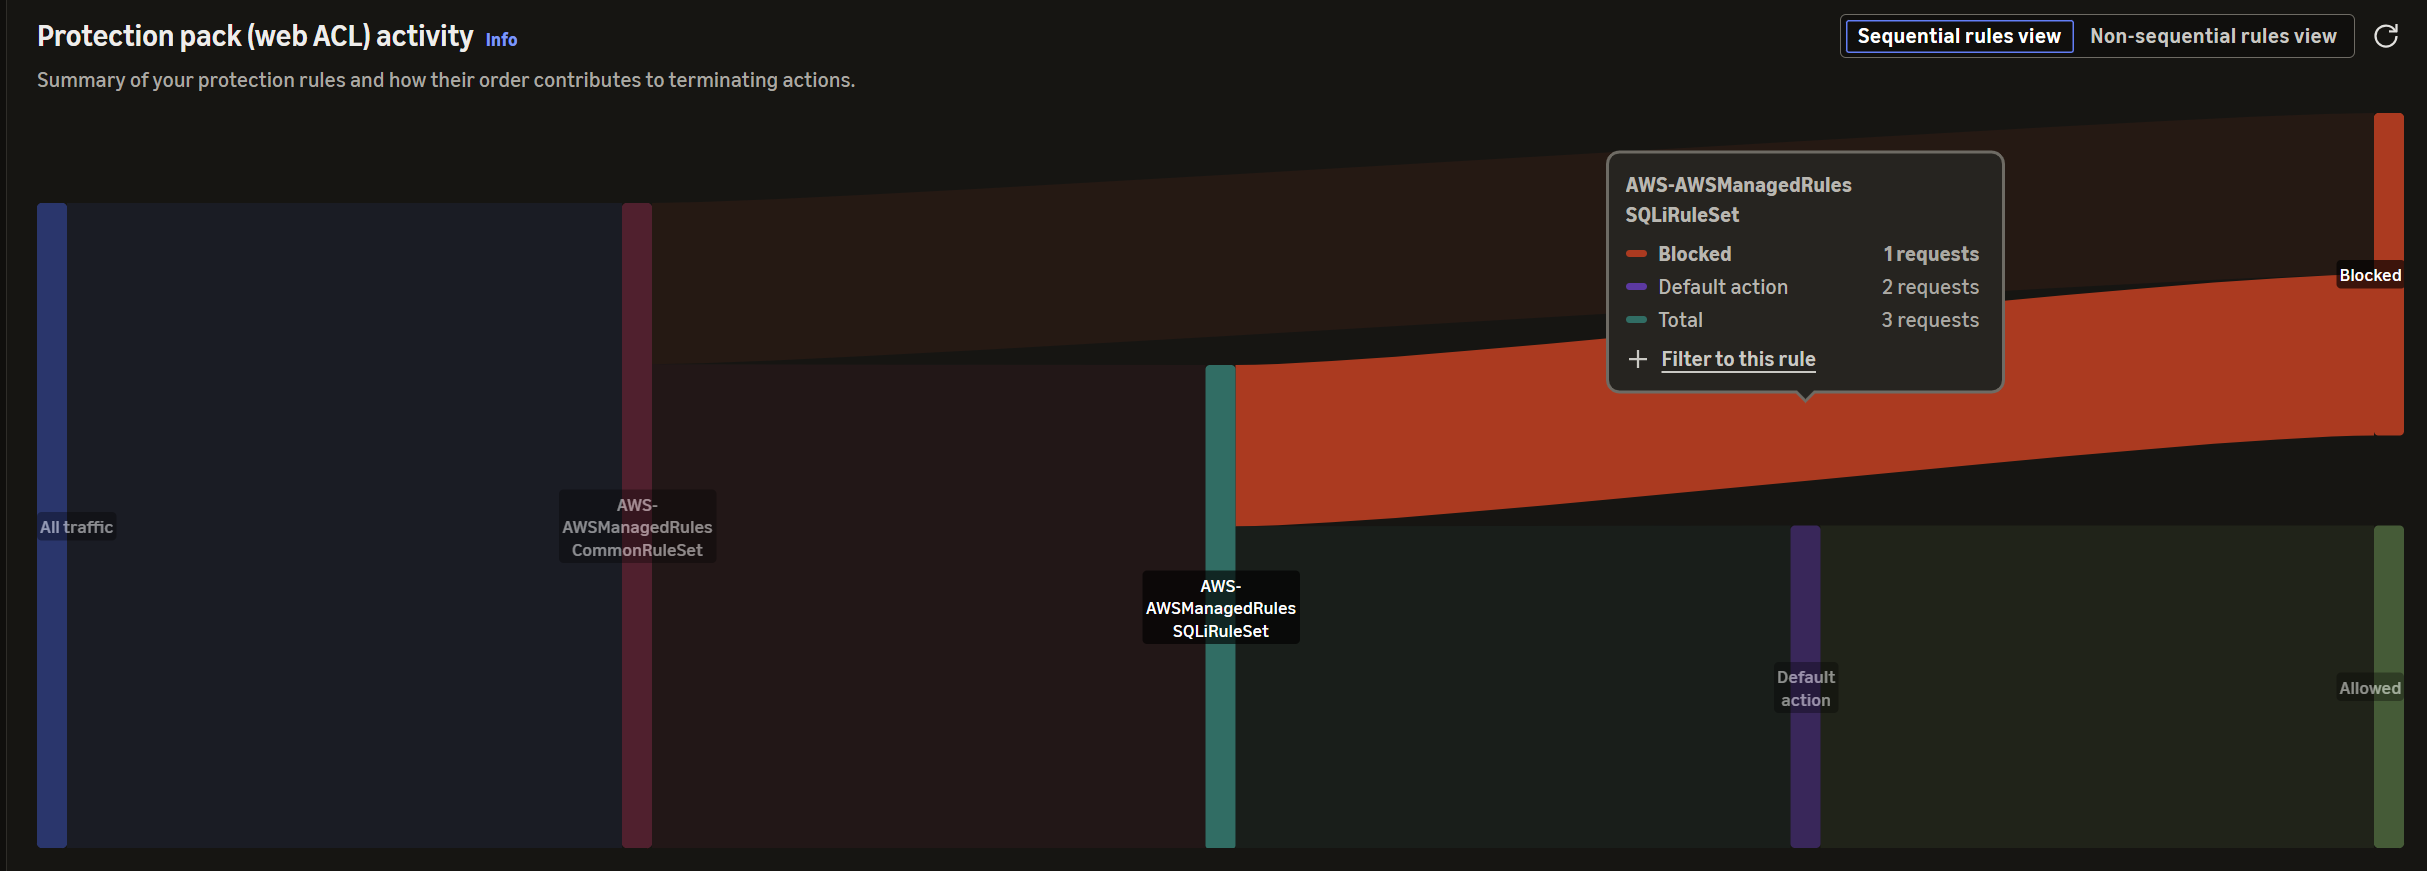 Protection pack (web ACL) activity Info
Sequential rules view Non-sequential rules view
Summary of your protection rules and how their order contributes to terminating actions.
AWS-AWSManagedRules
SQLiRuleSet
Blocked 1 requests
Default action 2 requests
Total 3 requests
Filter to this rule
Blocked
All traffic
AWS-
AWSManagedRules
CommonRuleSet
AWS-
AWSManagedRules
SQLiRuleSet
Default
action
Allowed